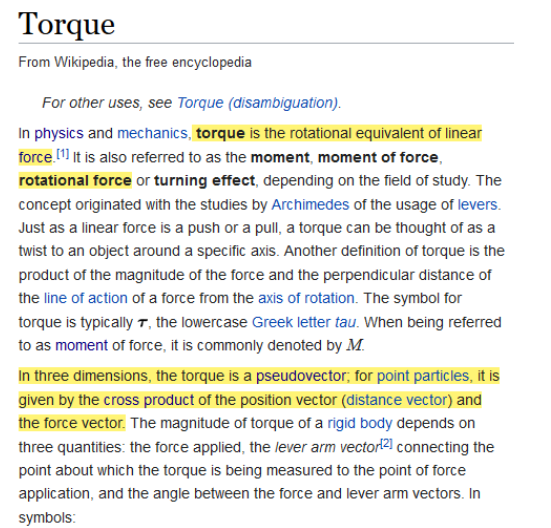 Torque
From Wikipedia, the free encyclopedia
For other uses, see Torque (disambiguation).
In physics and mechanics, torque is the rotational equivalent of linear
force.[1] It is also referred to as the moment, moment of force,
rotational force or turning effect, depending on the field of study. The
concept originated with the studies by Archimedes of the usage of levers.
Just as a linear force is a push or a pull, a torque can be thought of as a
twist to an object around a specific axis. Another definition of torque is the
product of the magnitude of the force and the perpendicular distance of
the line of action of a force from the axis of rotation. The symbol for
torque is typically τ, the lowercase Greek letter tau. When being referred
to as moment of force, it is commonly denoted by M.
In three dimensions, the torque is a pseudovector; for point particles, it is
given by the cross product of the position vector (distance vector) and
the force vector. The magnitude of torque of a rigid body depends on
three quantities: the force applied, the lever arm vector[2] connecting the
point about which the torque is being measured to the point of force
application, and the angle between the force and lever arm vectors. In
symbols: